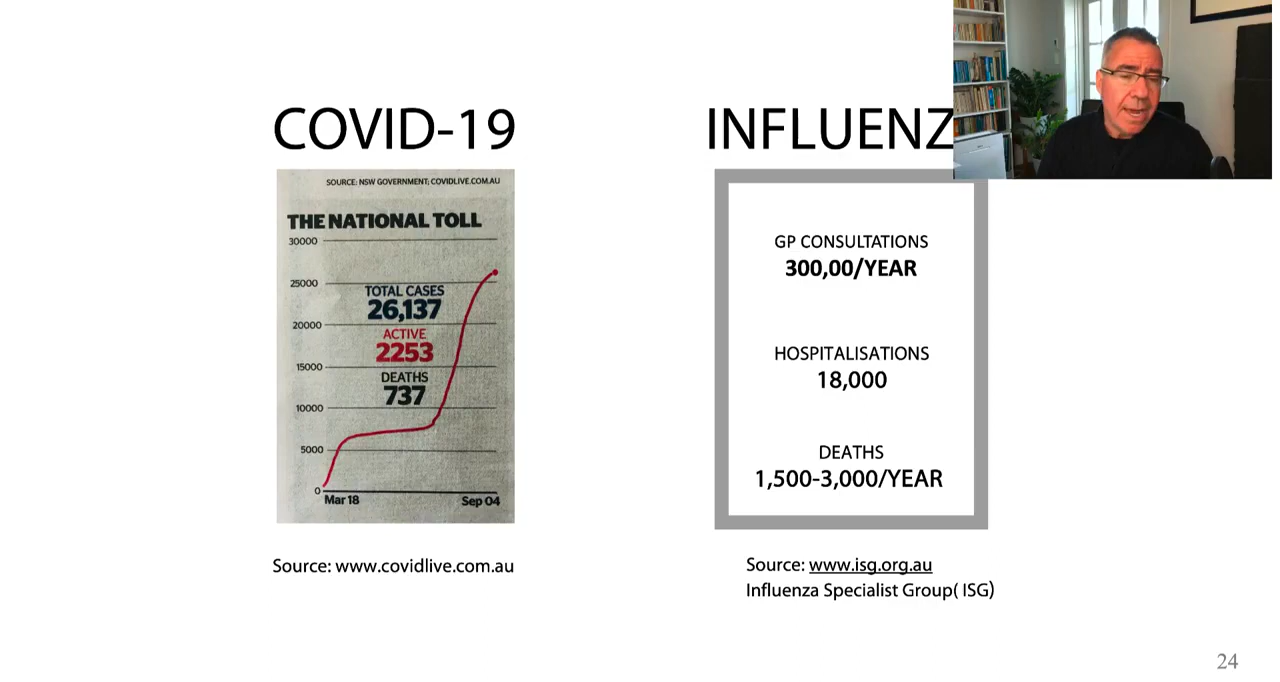 COVID-19
SOURCE: NSW GOVERNMENT; COVIDLIVE.COM.AU
THE NATIONAL TOLL
30000
25000
20000
15000
10000
5000
0
TOTAL CASES
26,137
ACTIVE
2253
DEATHS
737
Mar 18
Sep 04
Source: www.covidlive.com.au
INFLUENZ
GP CONSULTATIONS
300,00/YEAR
HOSPITALISATIONS
18,000
DEATHS
1,500-3,000/YEAR
Source: www.isg.org.au
Influenza Specialist Group( ISG)
24